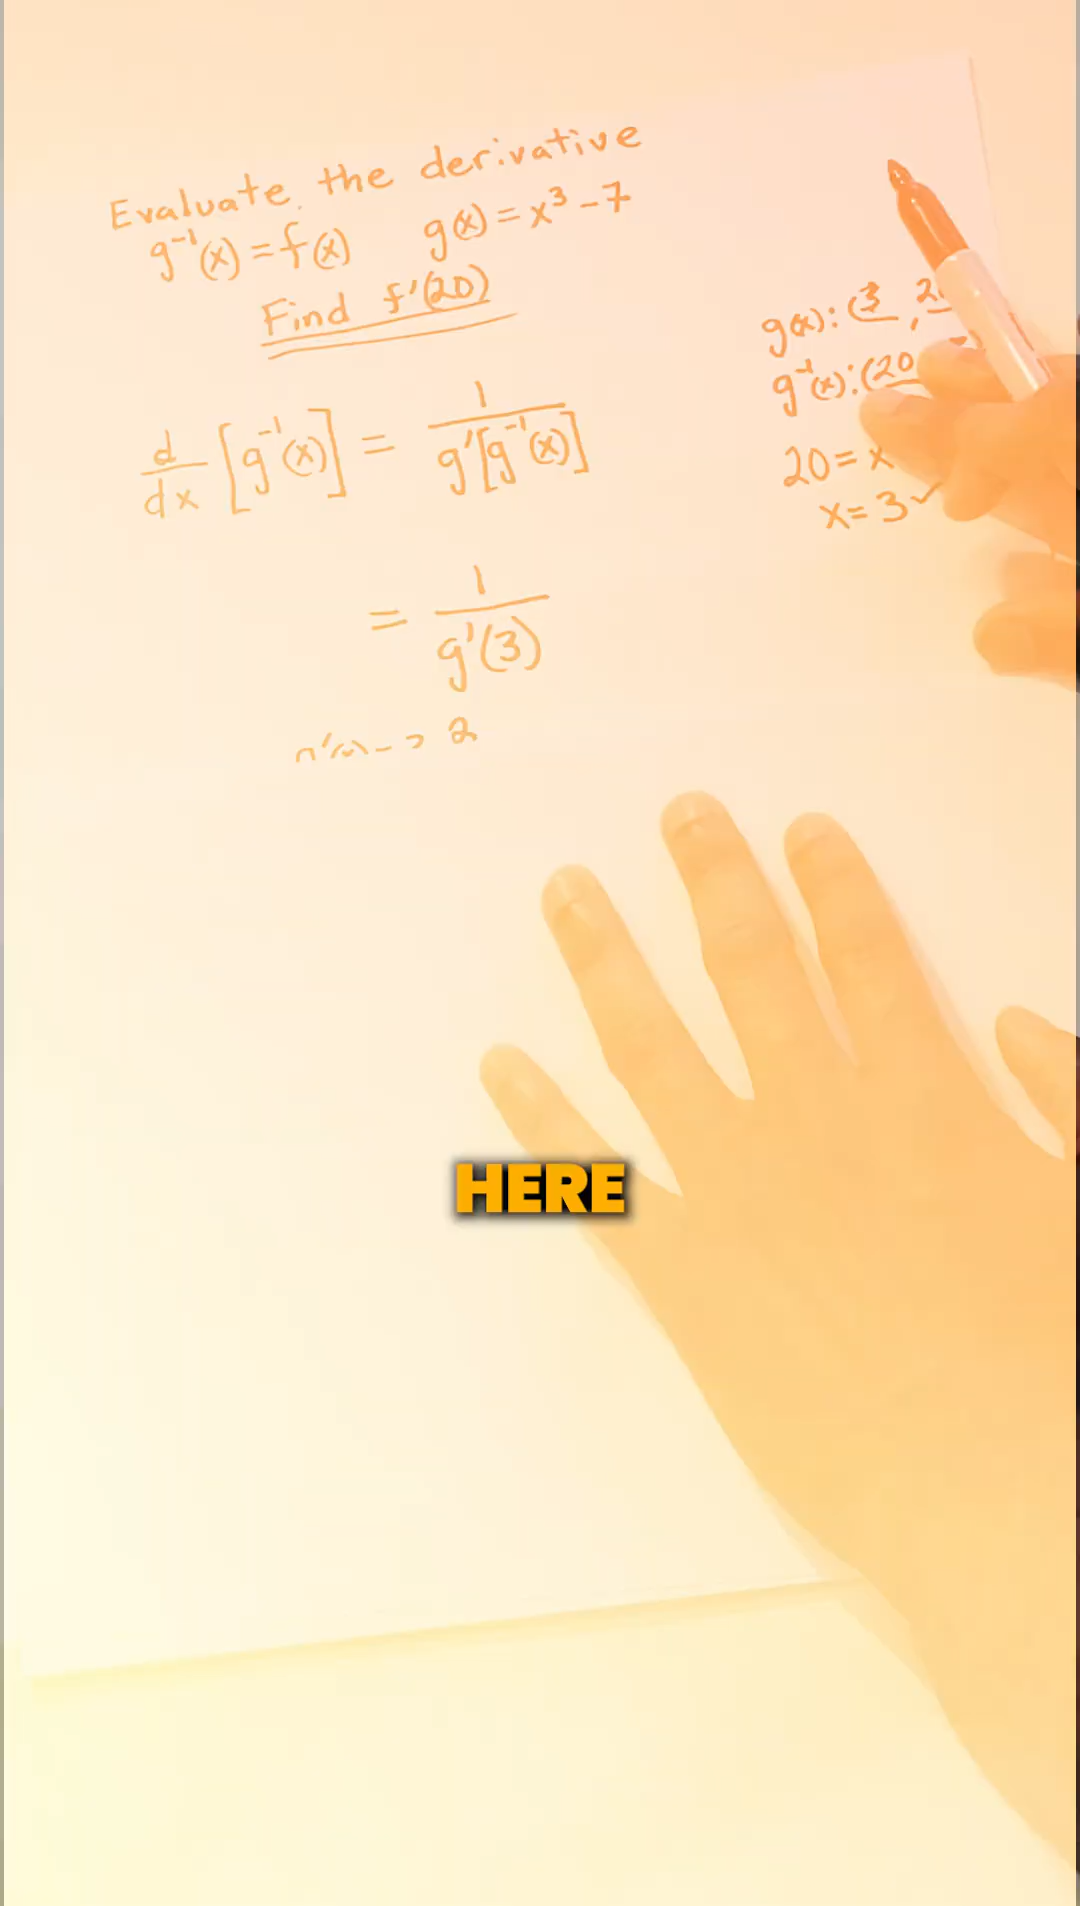 Evaluate the derivative
g⁻¹(x) = f(x) g(x) = x³ - 7
Find f'(20)
g(x): (3, 2
g⁻¹(x): (20
20 = x
x = 3 ✓
d/dx [g⁻¹(x)] = 1/g'[g⁻¹(x)]
= 1/g'(3)
2
HERE